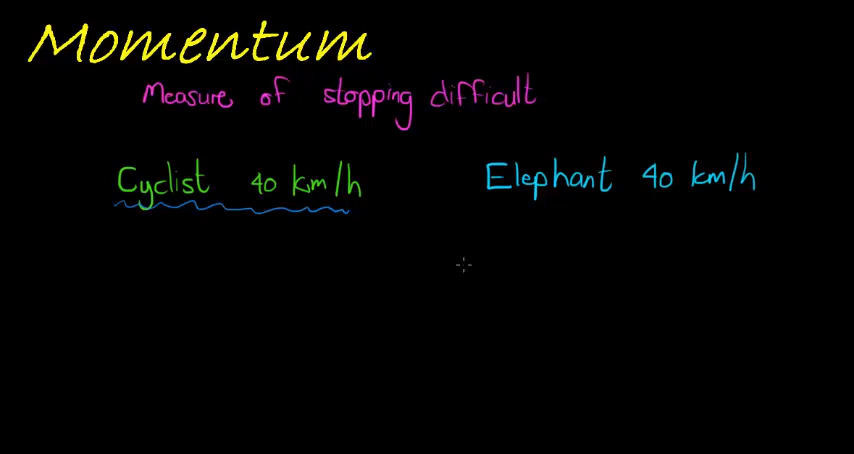 Momentum
Measure of stopping difficult
Cyclist 40 km/h
Elephant 40 km/h